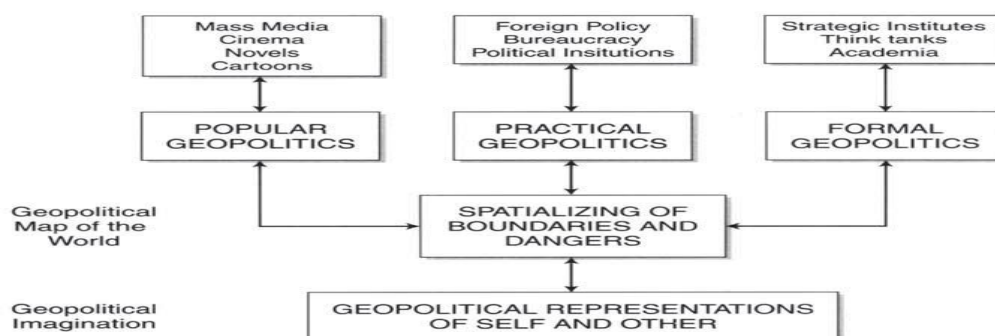 Mass Media
Cinema
Novels
Cartoons
Foreign Policy
Bureaucracy
Political Insitutions
Strategic Institutes
Think tanks
Academia
POPULAR
GEOPOLITICS
PRACTICAL
GEOPOLITICS
FORMAL
GEOPOLITICS
Geopolitical
Map of the
World
SPATIALIZING OF
BOUNDARIES AND
DANGERS
Geopolitical
Imagination
GEOPOLITICAL REPRESENTATIONS
OF SELF AND OTHER